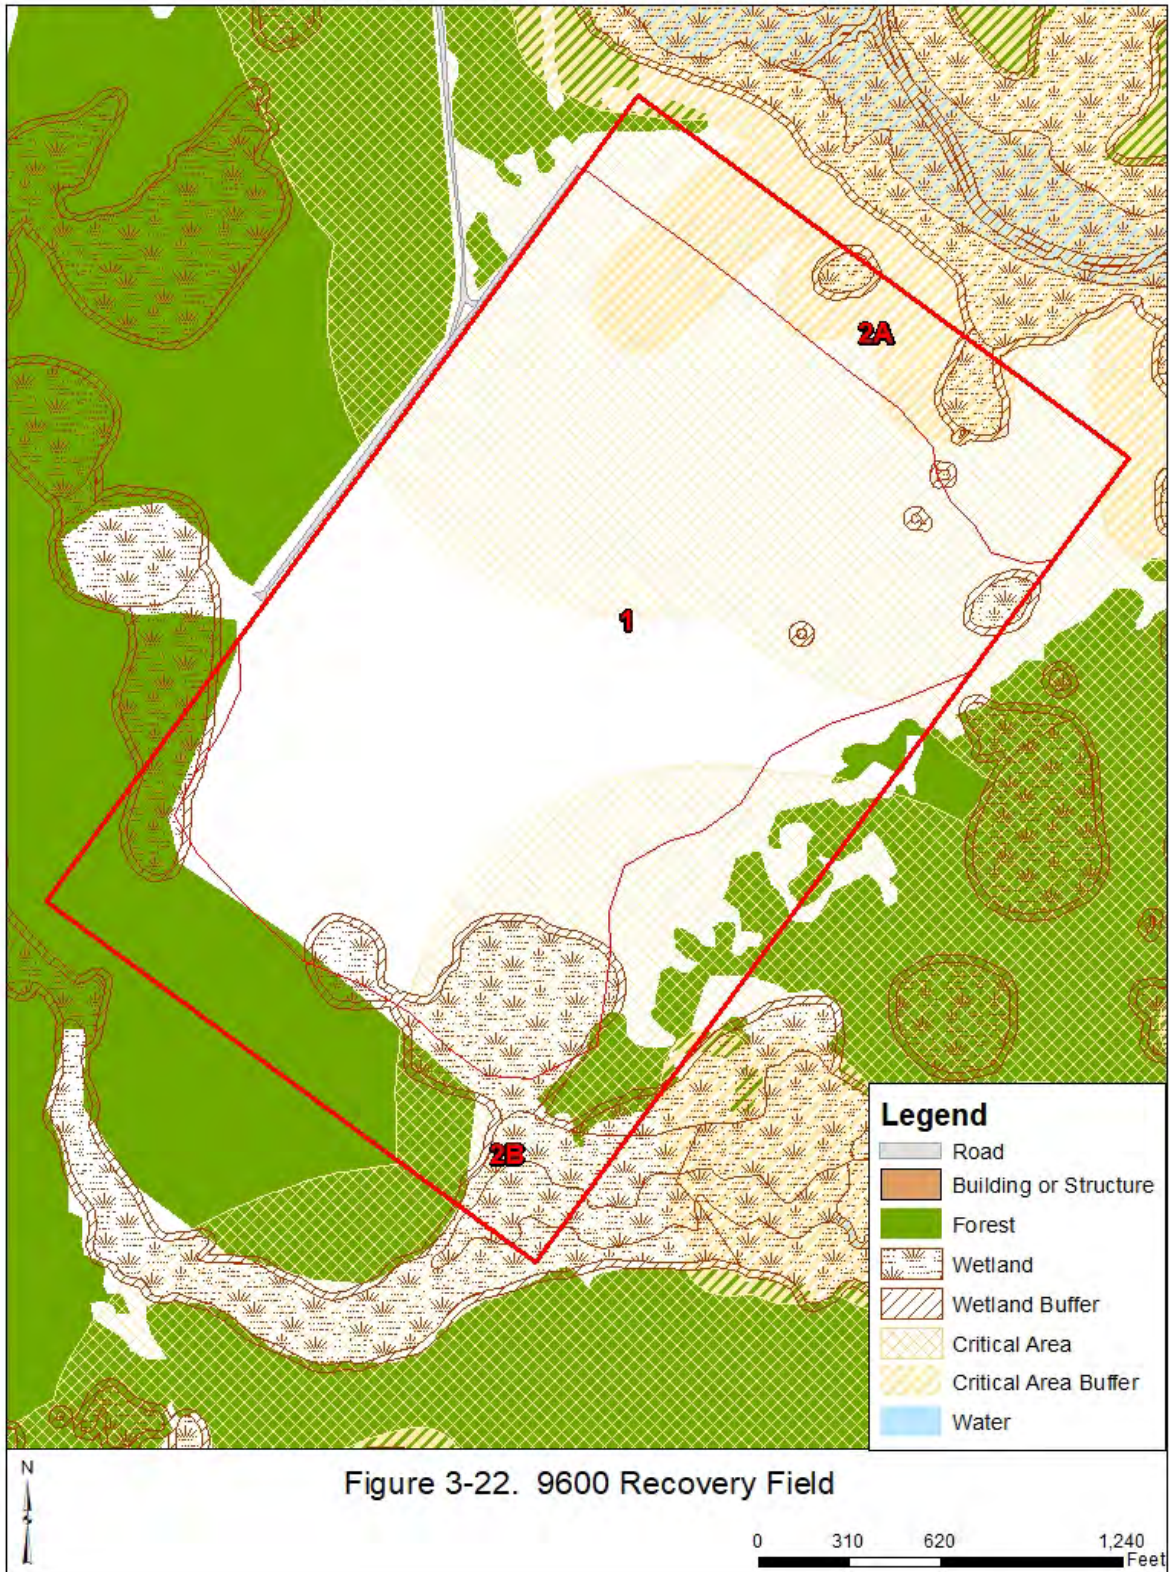 2A
1
2B
Legend
Road
Building or Structure
Forest
Wetland
Wetland Buffer
Critical Area
Critical Area Buffer
Water
N
Figure 3-22. 9600 Recovery Field
0 310 620 1,240
Feet